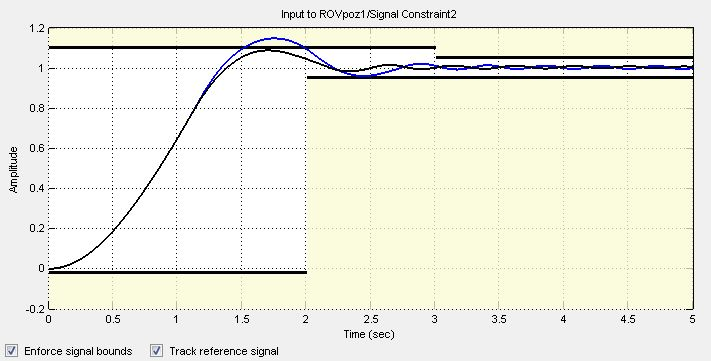 Input to ROVpoz1/Signal Constraint2
1.2
1
0.8
0.6
0.4
0.2
0
-0.2
Amplitude
0 0.5 1 1.5 2 2.5 3 3.5 4 4.5 5
Time (sec)
Enforce signal bounds
Track reference signal